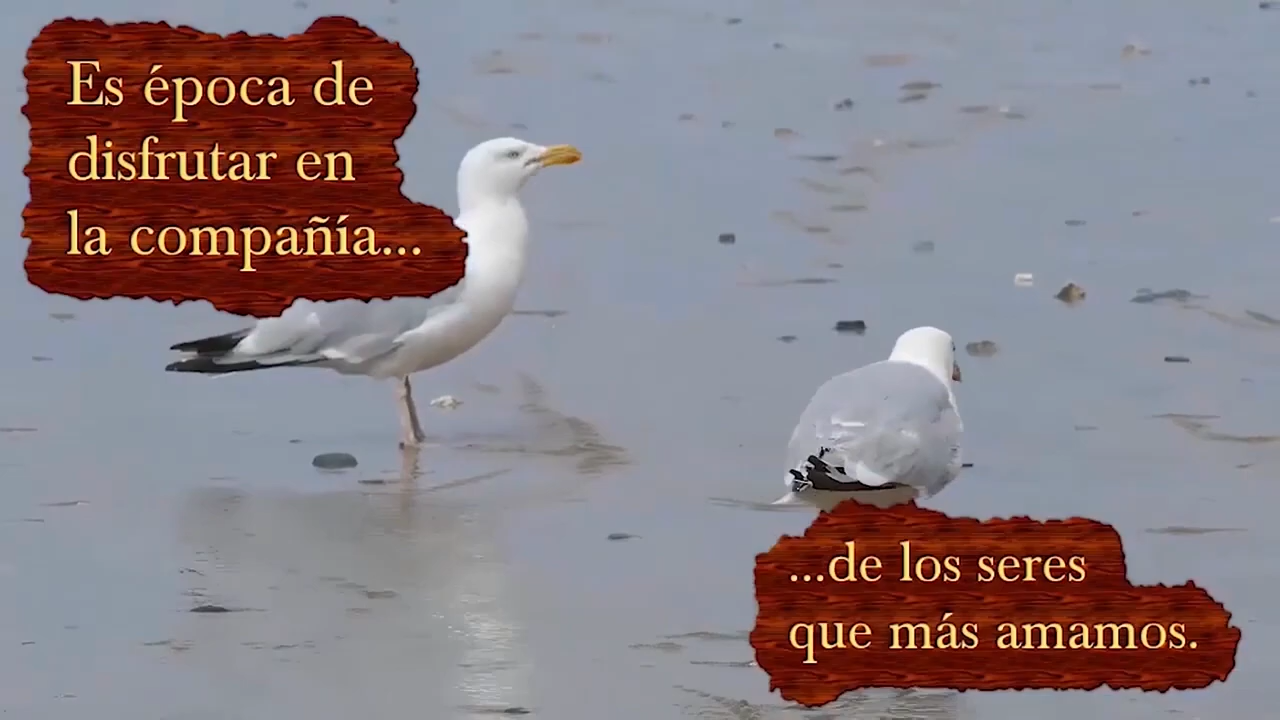 Es época de
disfrutar en
la compañía...
...de los seres
que más amamos.